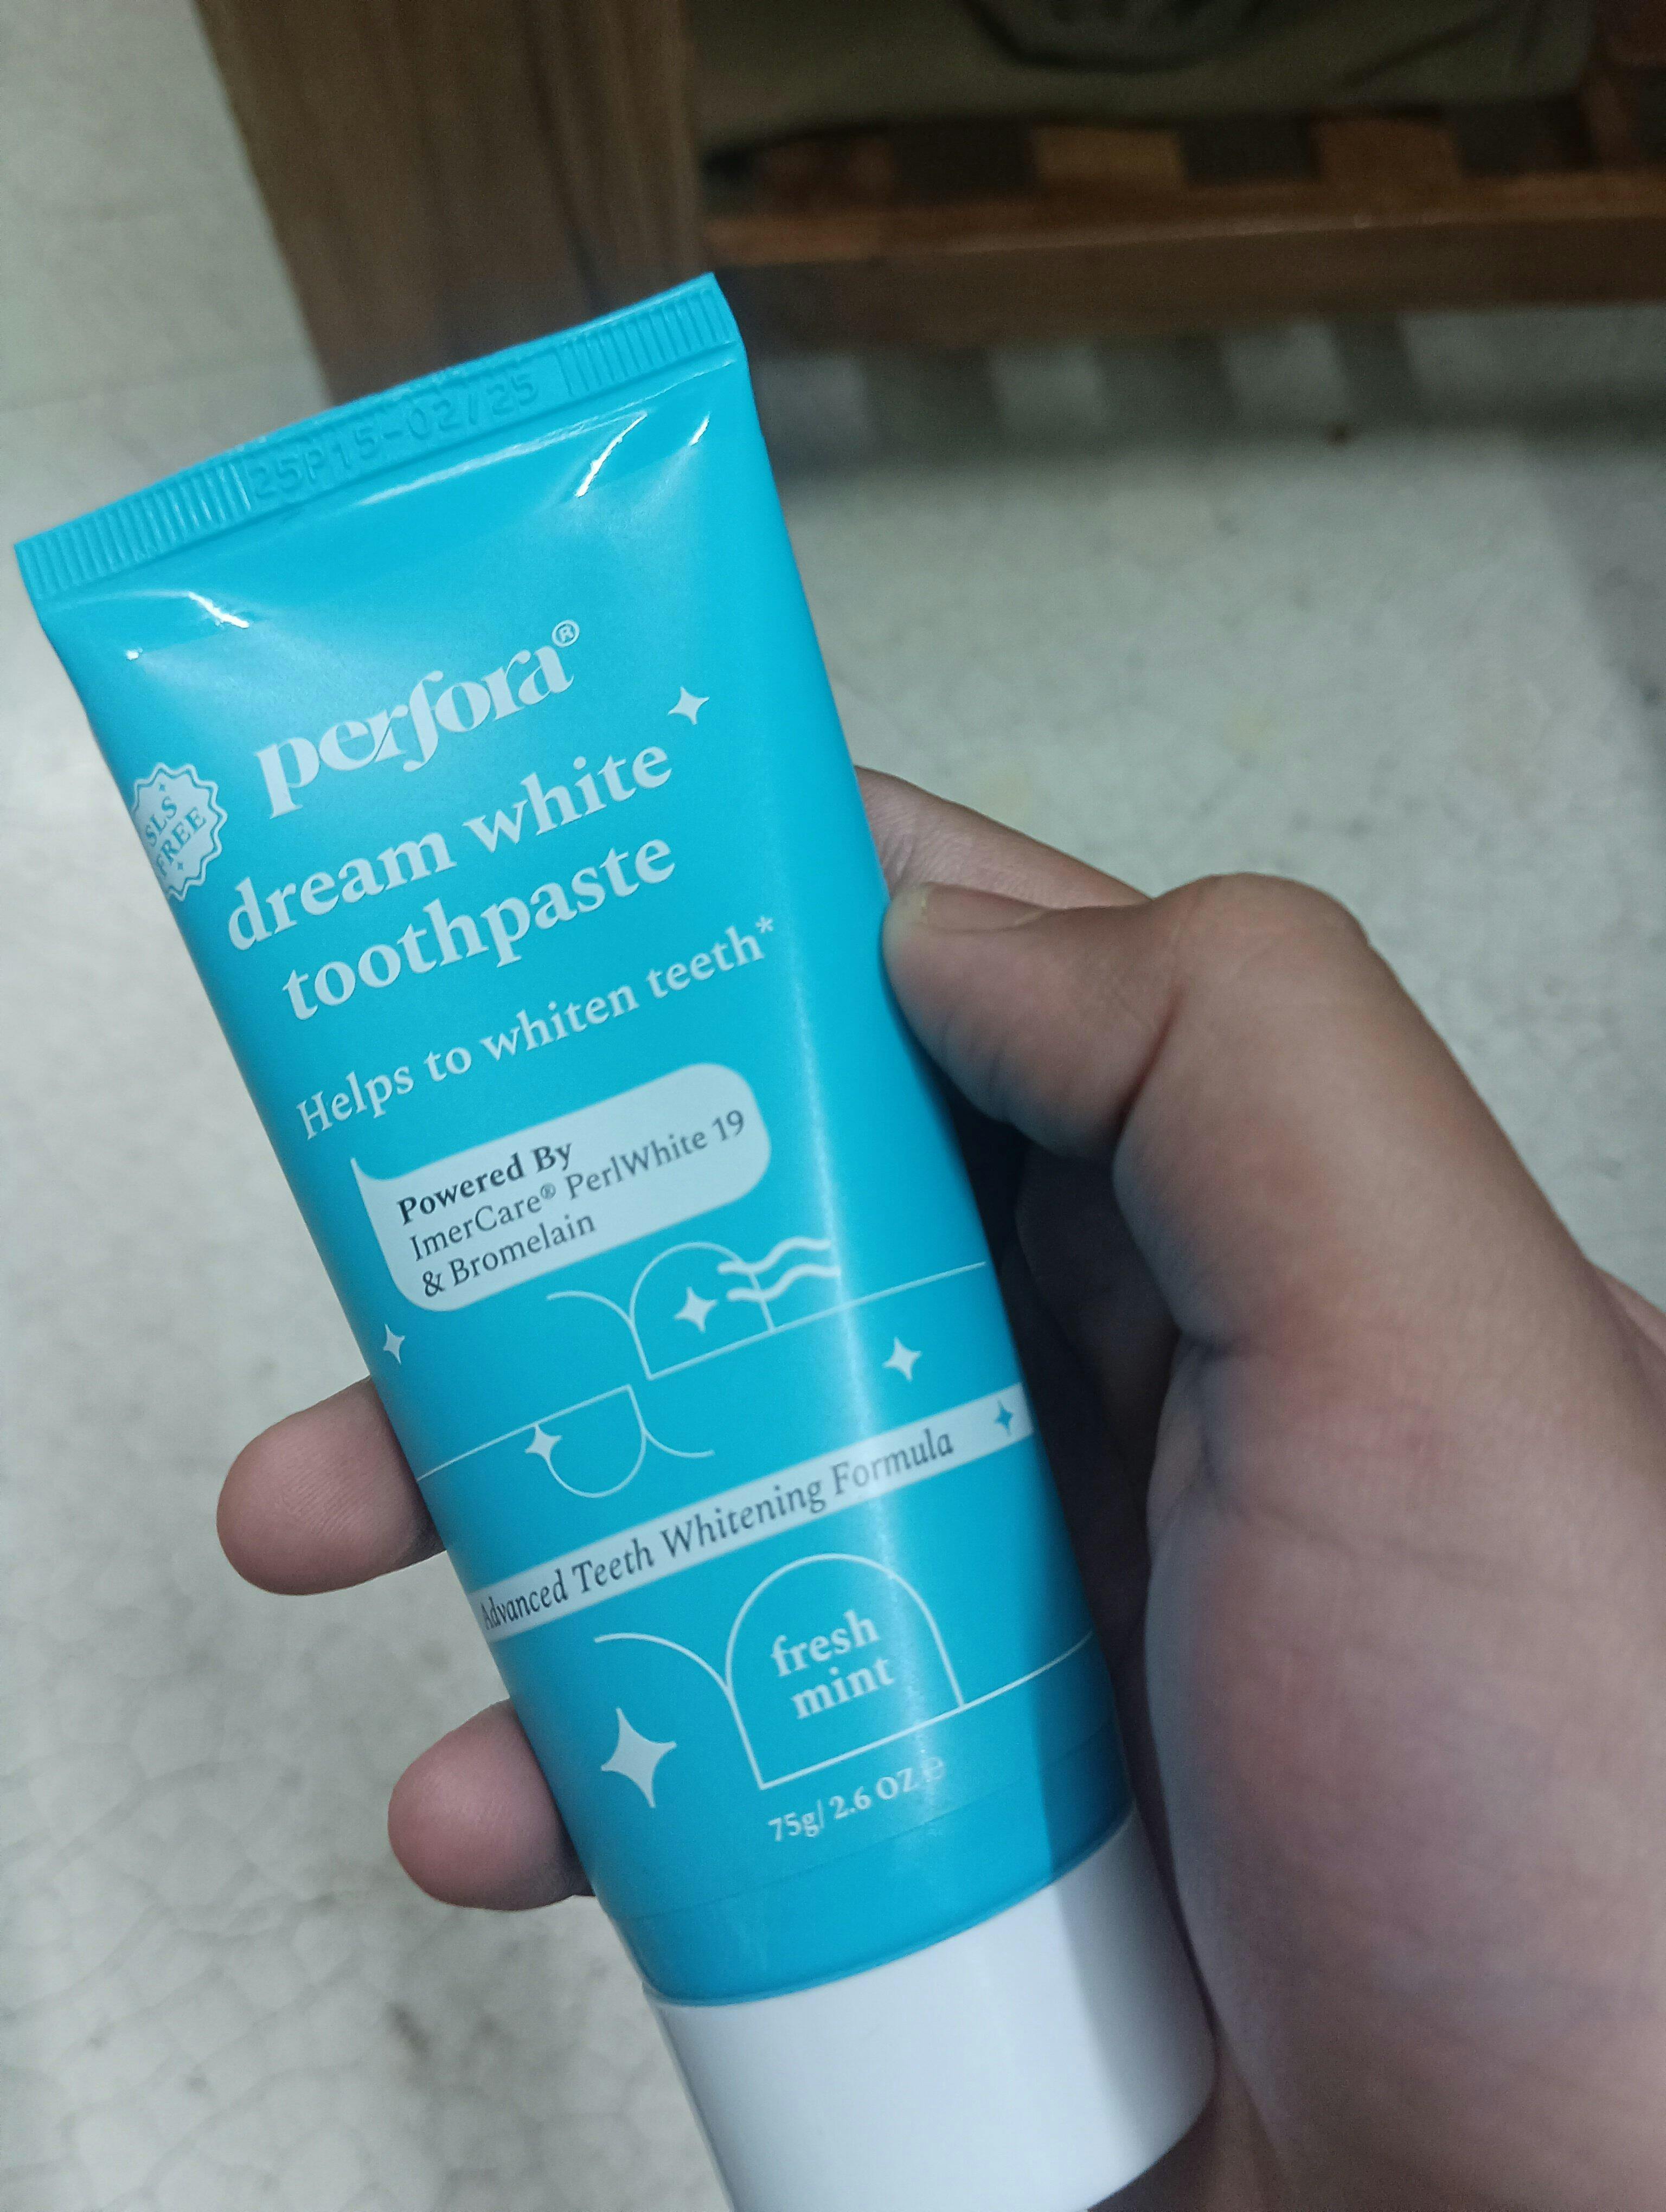 25P15-02/25
perfora®
SLS
FREE
dream white
toothpaste
Helps to whiten teeth*
Powered By
ImerCare® PerlWhite 19
& Bromelain
Advanced Teeth Whitening Formula
fresh
mint
75g/ 2.6 OZ ℮